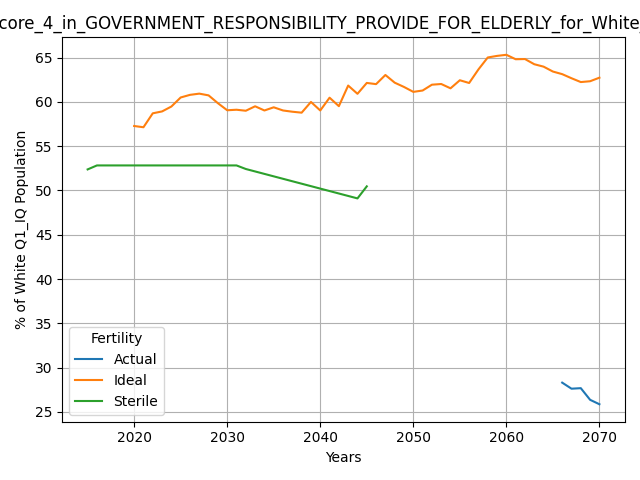 core_4_in_GOVERNMENT_RESPONSIBILITY_PROVIDE_FOR_ELDERLY_for_White_
% of White Q1_IQ Population
65
60
55
50
45
40
35
30
25
Fertility
Actual
Ideal
Sterile
2020 2030 2040 2050 2060 2070
Years